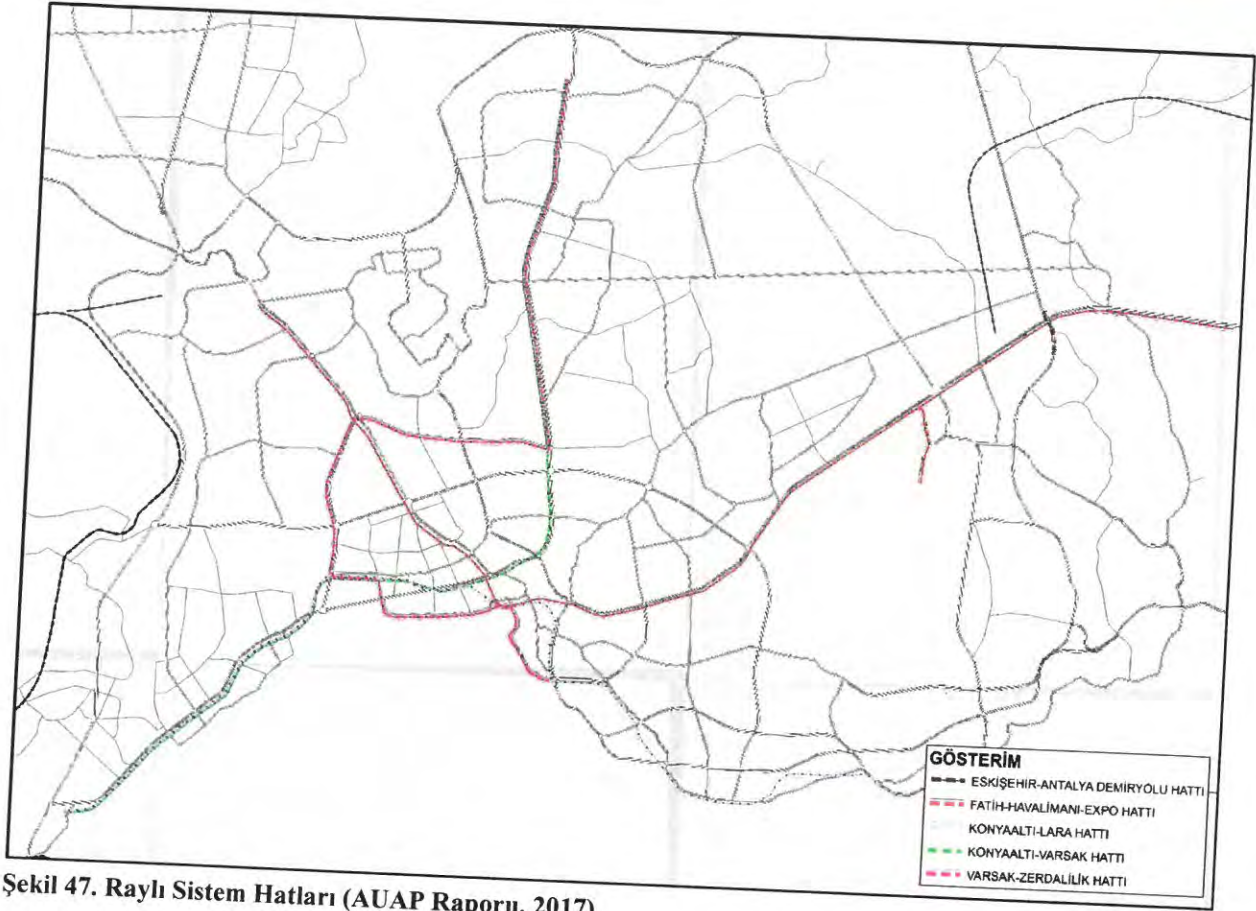 GÖSTERİM
ESKİŞEHİR-ANTALYA DEMİRYOLU HATTI
FATİH-HAVALİMANI-EXPO HATTI
KONYAALTI-LARA HATTI
KONYAALTI-VARSAK HATTI
VARSAK-ZERDALİLİK HATTI
Şekil 47. Raylı Sistem Hatları (AUAP Raporu, 2017)